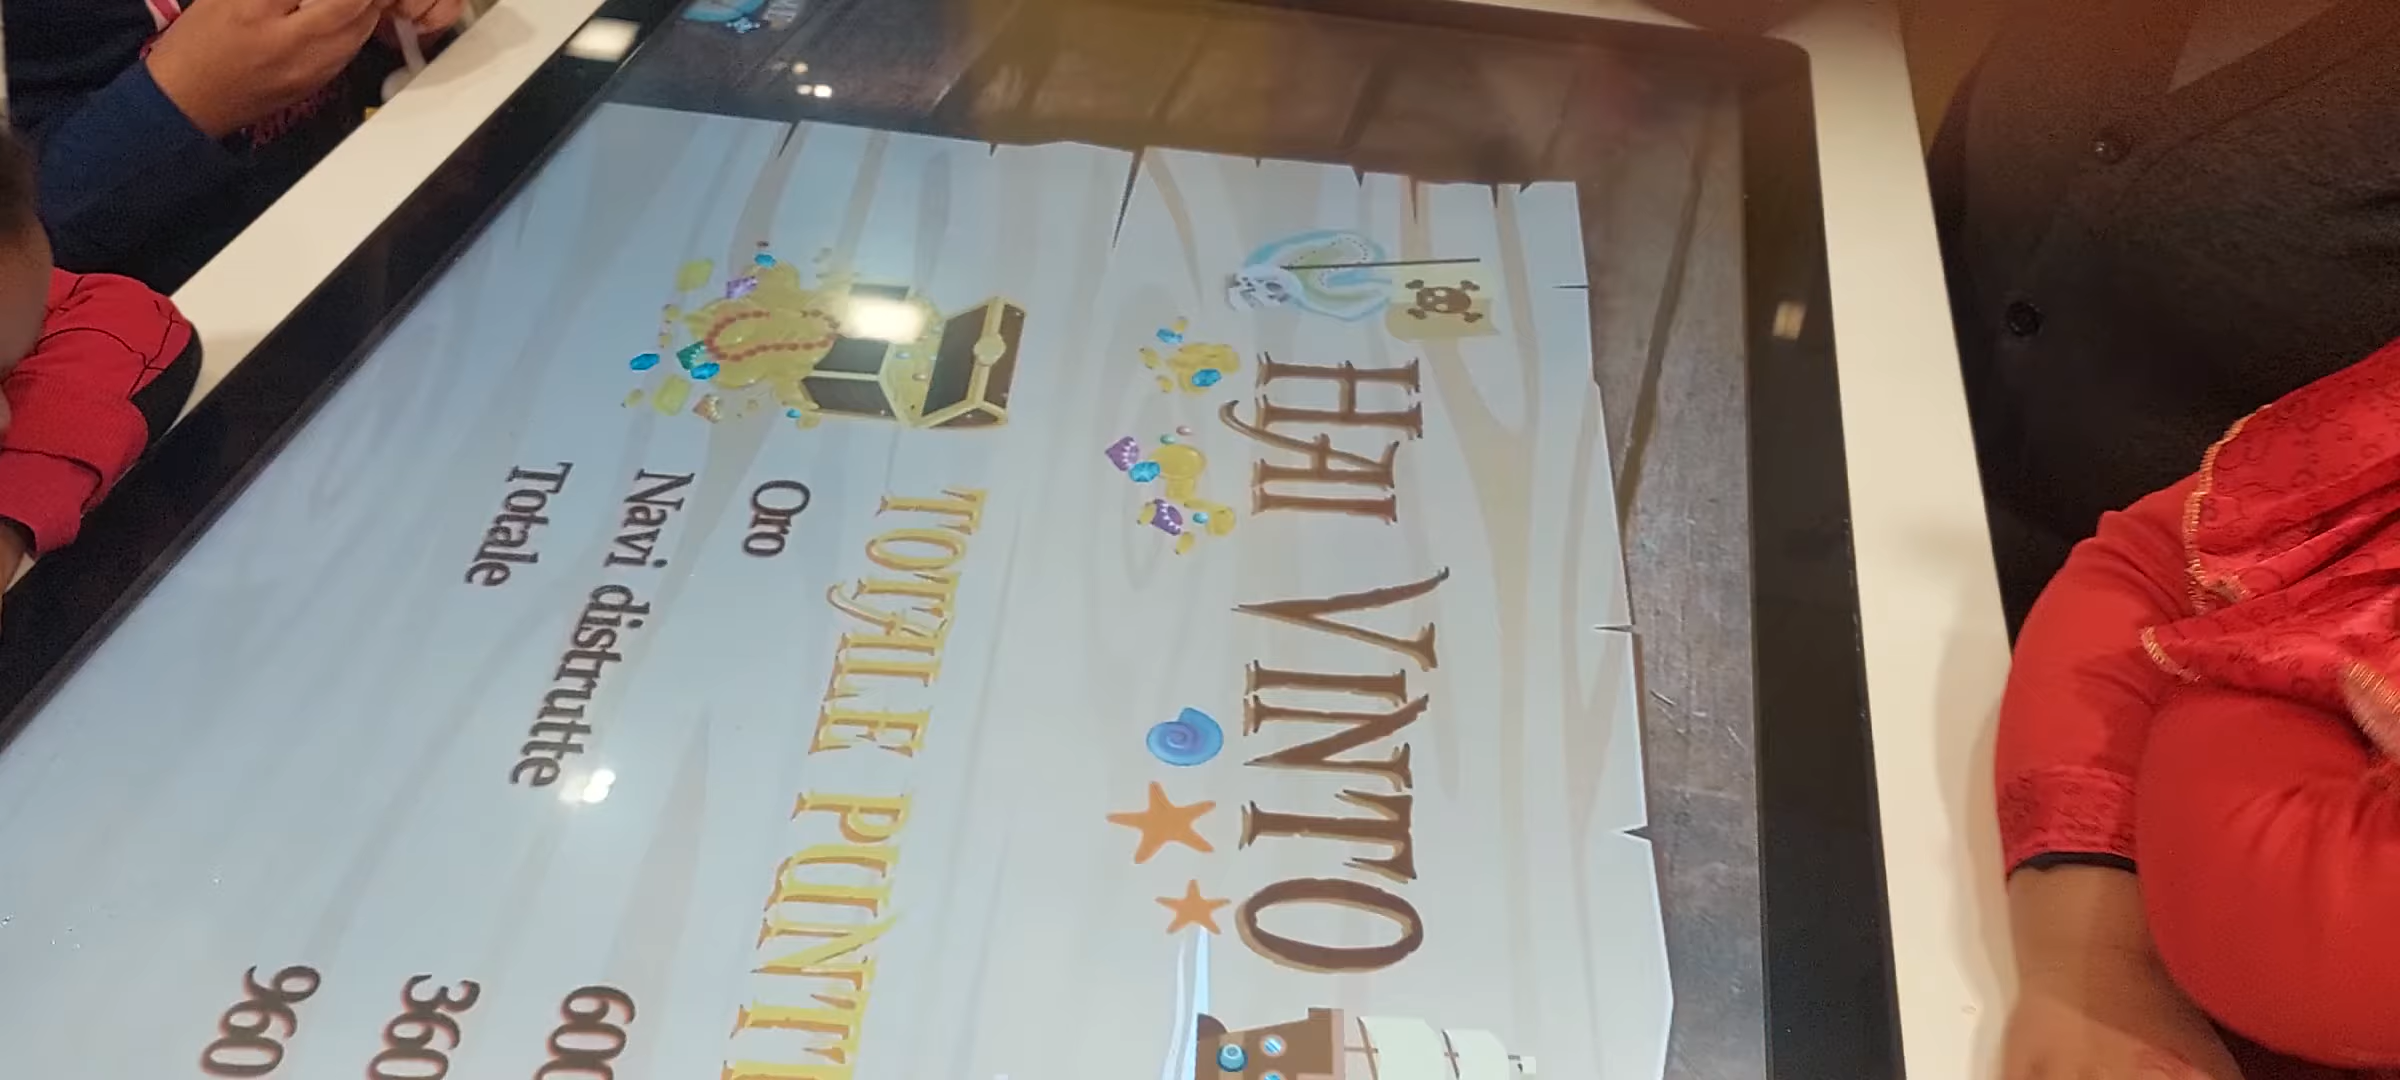 HAI VINTO
TOTALE PUNTI
Oro 600
Navi distrutte 360
Totale 960